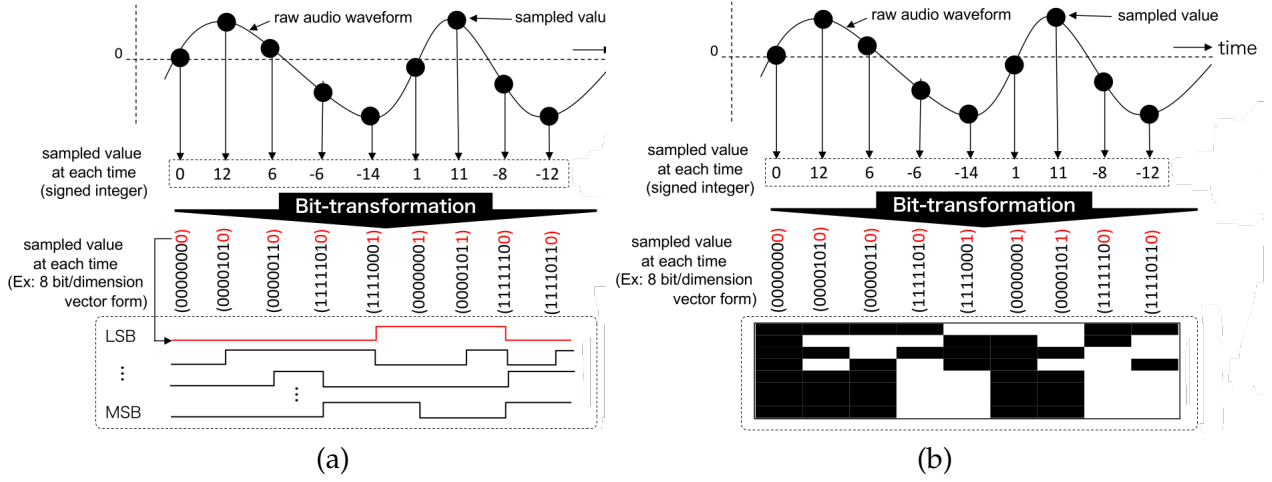 raw audio waveform
sampled value
0
sampled value
at each time
(signed integer)
0 12 6 -6 -14 1 11 -8 -12
Bit-transformation
sampled value
at each time
(Ex: 8 bit/dimension
vector form)
(00000000) (00001010) (00000110) (11111010) (11110001) (00000001) (00001011) (11111100) (11110110)
LSB
...
...
MSB
(a)
raw audio waveform
sampled value
0
time
sampled value
at each time
(signed integer)
0 12 6 -6 -14 1 11 -8 -12
Bit-transformation
sampled value
at each time
(Ex: 8 bit/dimension
vector form)
(00000000) (00001010) (00000110) (11111010) (11110001) (00000001) (00001011) (11111100) (11110110)
(b)